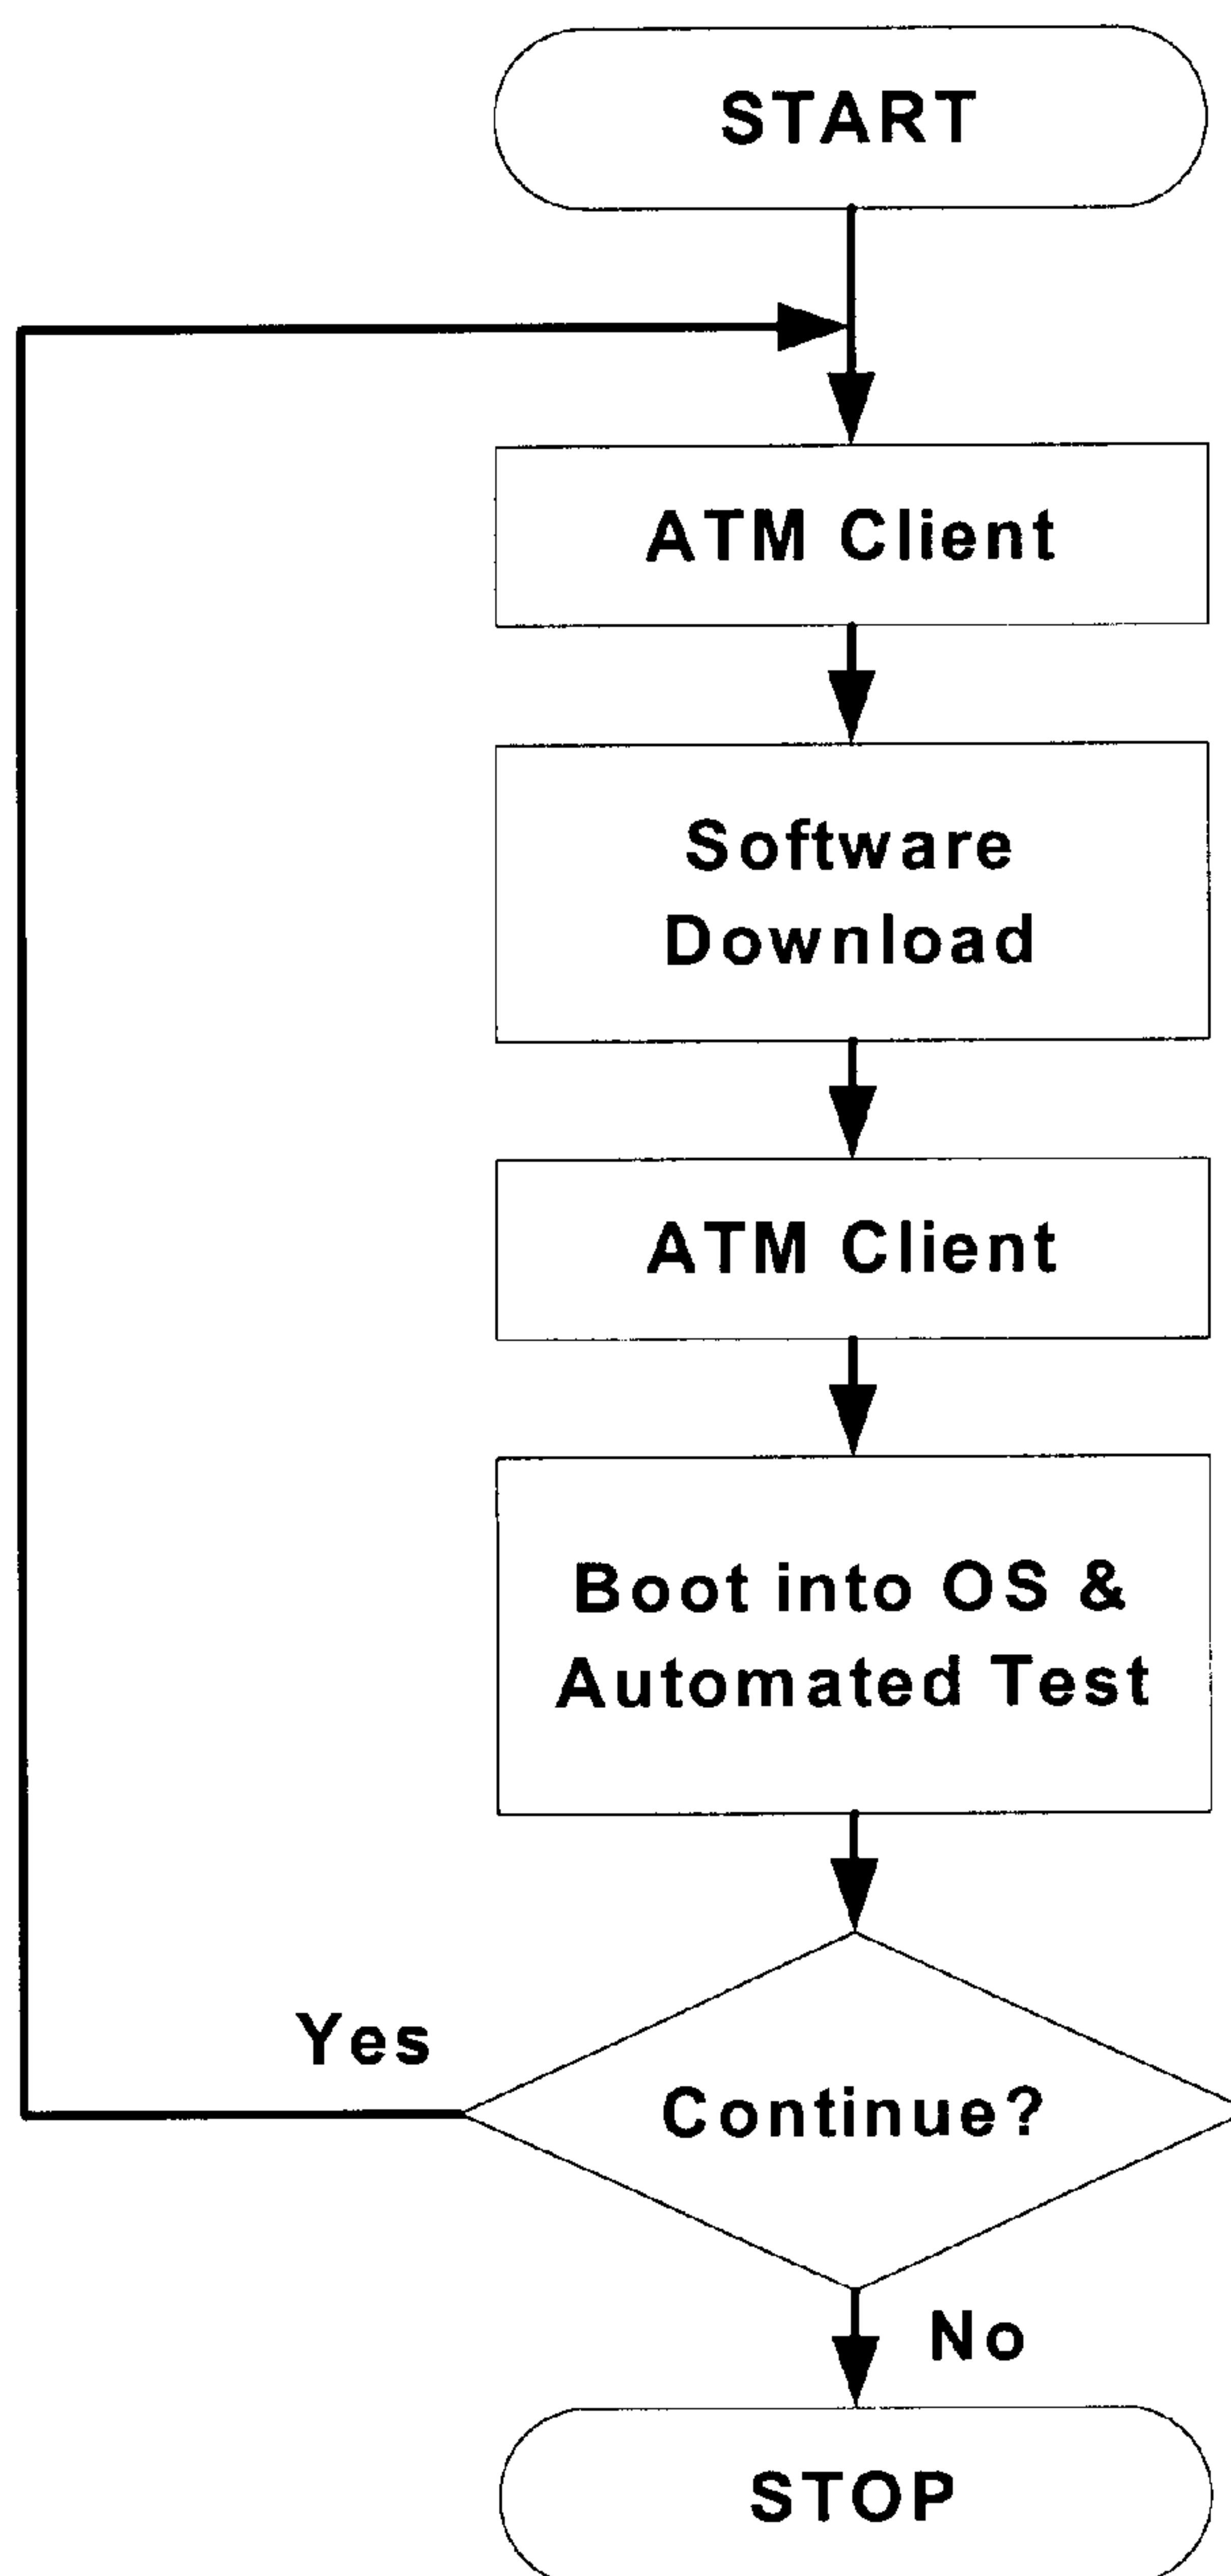 START
ATM Client
Software
Download
ATM Client
Boot into OS &
Automated Test
Yes
Continue?
No
STOP